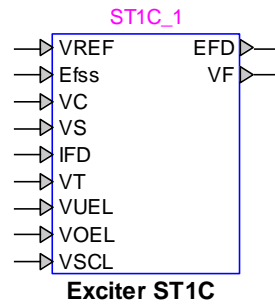 ST1C_1
VREF EFD
Efss VF
VC
VS
IFD
VT
VUEL
VOEL
VSCL
Exciter ST1C